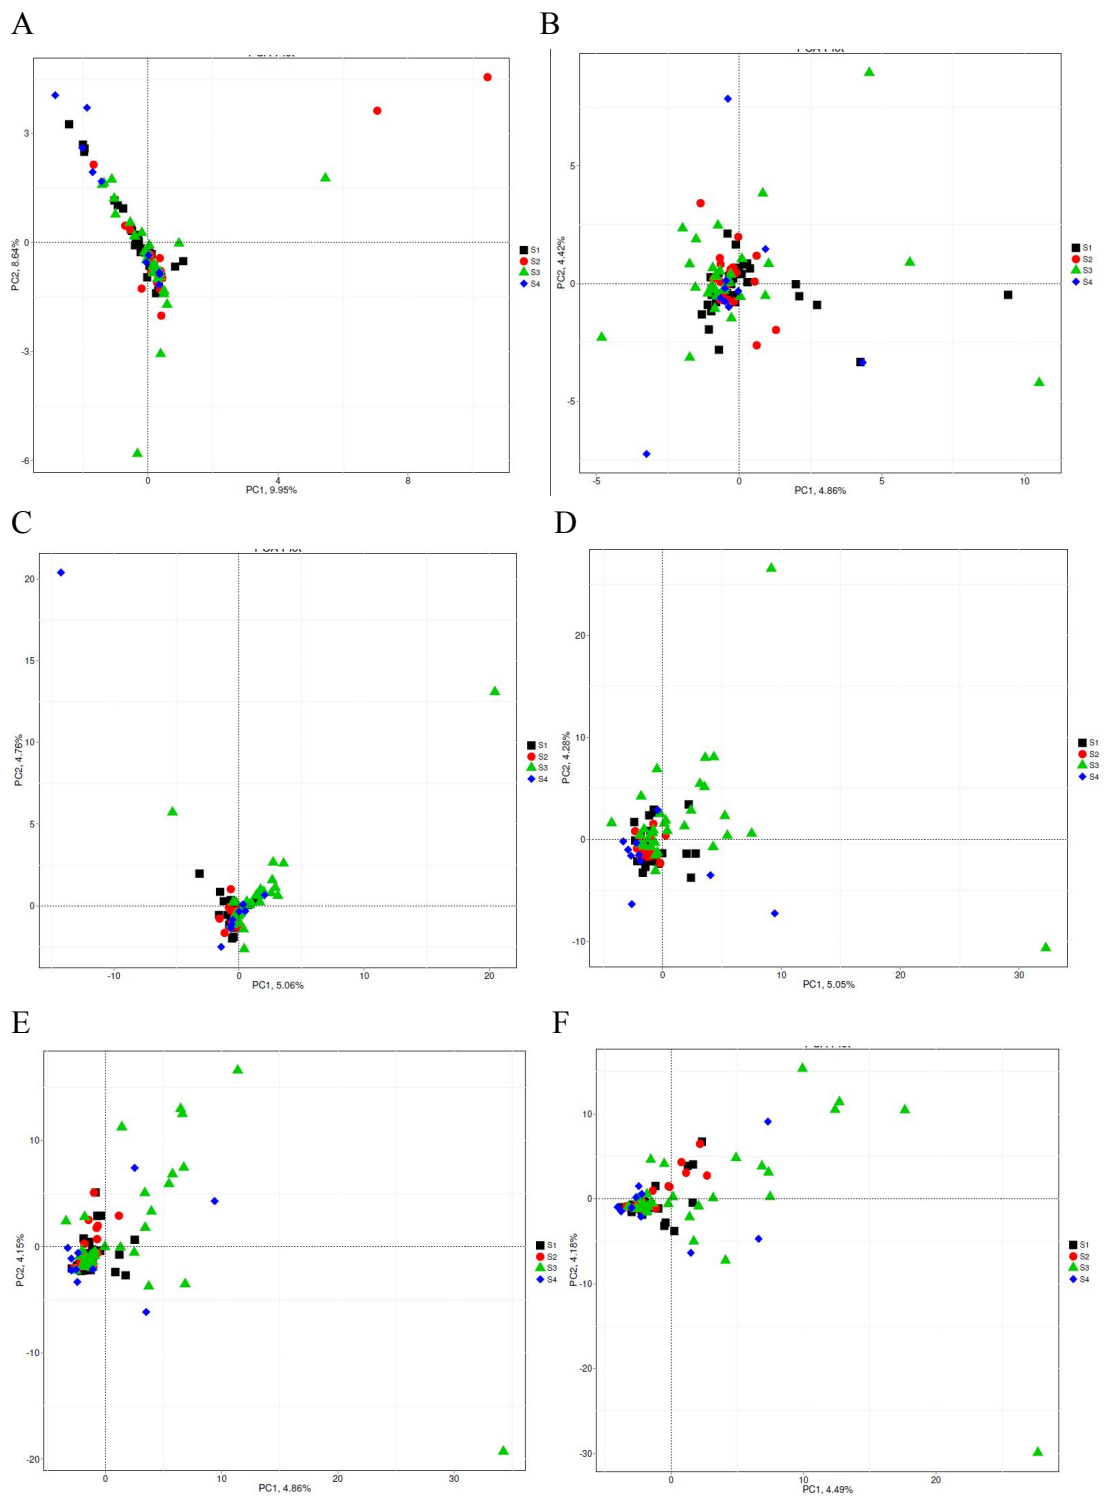 A
B
3
0
-3
-6
PC2, 8.64%
0
4
8
PC1, 9.95%
S1
S2
S3
S4
5
0
-5
PC2, 4.42%
-5
0
5
10
PC1, 4.86%
S1
S2
S3
S4
C
D
20
15
10
5
0
PC2, 4.76%
-10
0
10
20
PC1, 5.06%
S1
S2
S3
S4
20
10
0
-10
PC2, 4.28%
0
10
20
30
PC1, 5.05%
S1
S2
S3
S4
E
F
10
0
-10
-20
PC2, 4.15%
0
10
20
30
PC1, 4.86%
S1
S2
S3
S4
10
0
-10
-20
-30
PC2, 4.18%
0
10
20
PC1, 4.49%
S1
S2
S3
S4